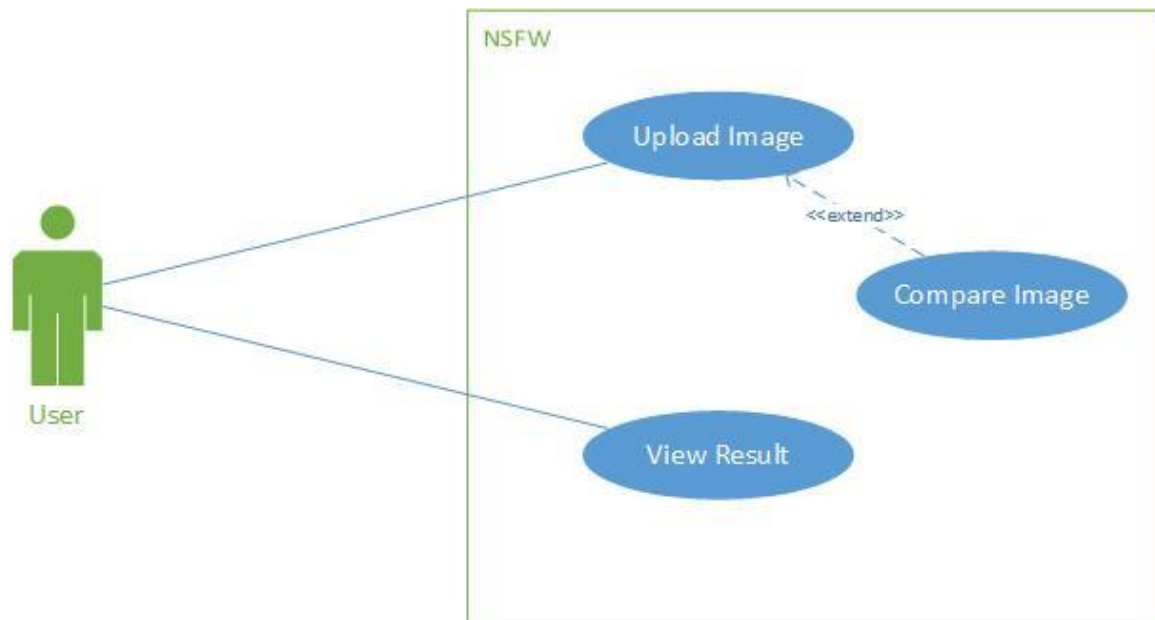 NSFW
Upload Image
<<extend>>
Compare Image
User
View Result